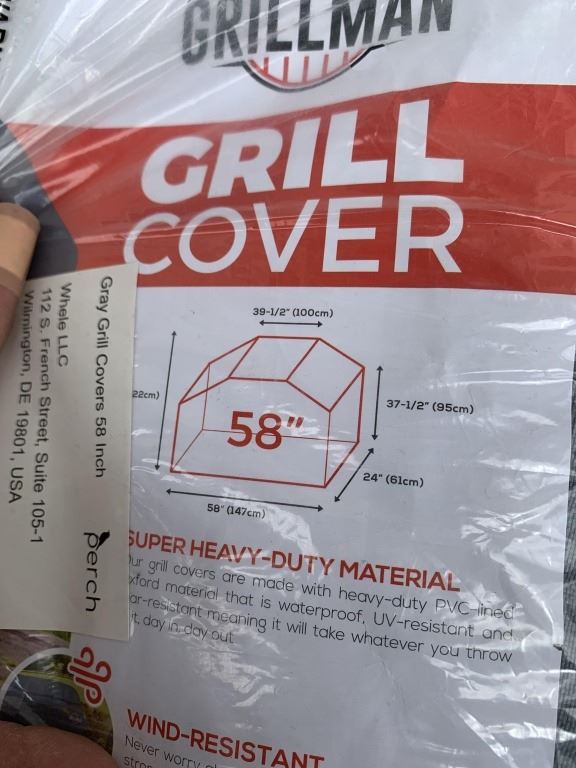 GRILLMAN
GRILL
COVER
39-1/2" (100cm)
22cm)
37-1/2" (95cm)
58"
24" (61cm)
58" (147cm)
SUPER HEAVY-DUTY MATERIAL
Our grill covers are made with heavy-duty PVC-lined
xford material that is waterproof, UV-resistant and
ar-resistant meaning it will take whatever you throw
it, day in, day out
WIND-RESISTANT
Never worry
Gray Grill Covers 58 Inch
Whele LLC
112 S. French Street, Suite 105-1
Wilmington, DE 19801, USA
perch